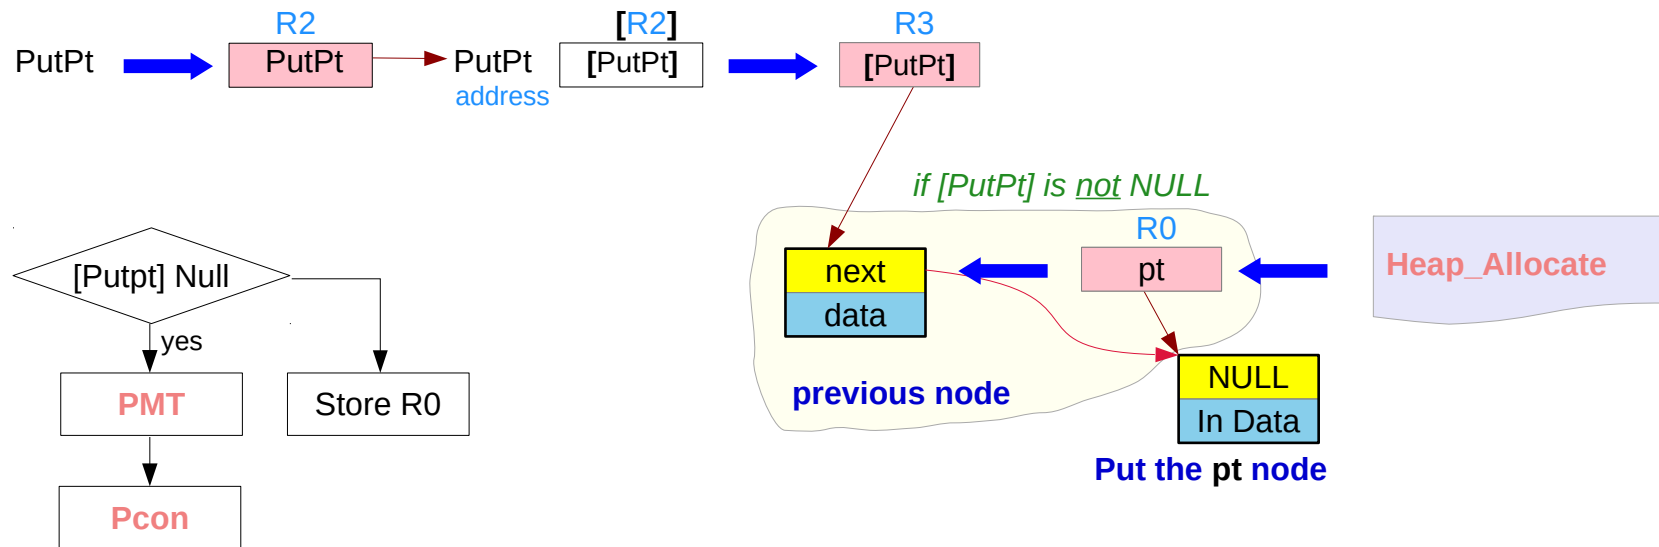 R2
[R2]
R3
PutPt
PutPt
PutPt
[PutPt]
[PutPt]
address
if [PutPt] is not NULL
R0
[Putpt] Null
next
pt
Heap_Allocate
data
yes
PMT
Store R0
previous node
NULL
In Data
Put the pt node
Pcon